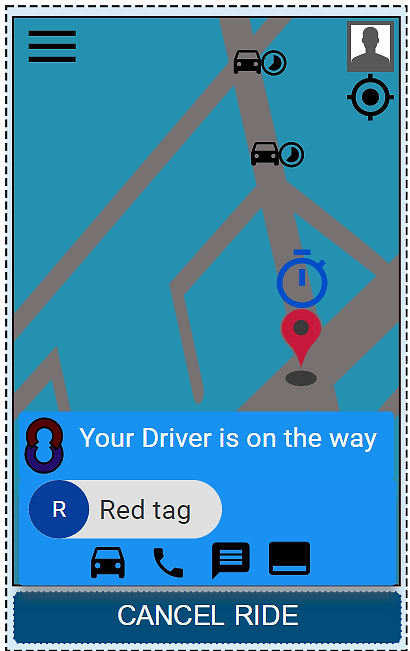 Your Driver is on the way
R Red tag
CANCEL RIDE